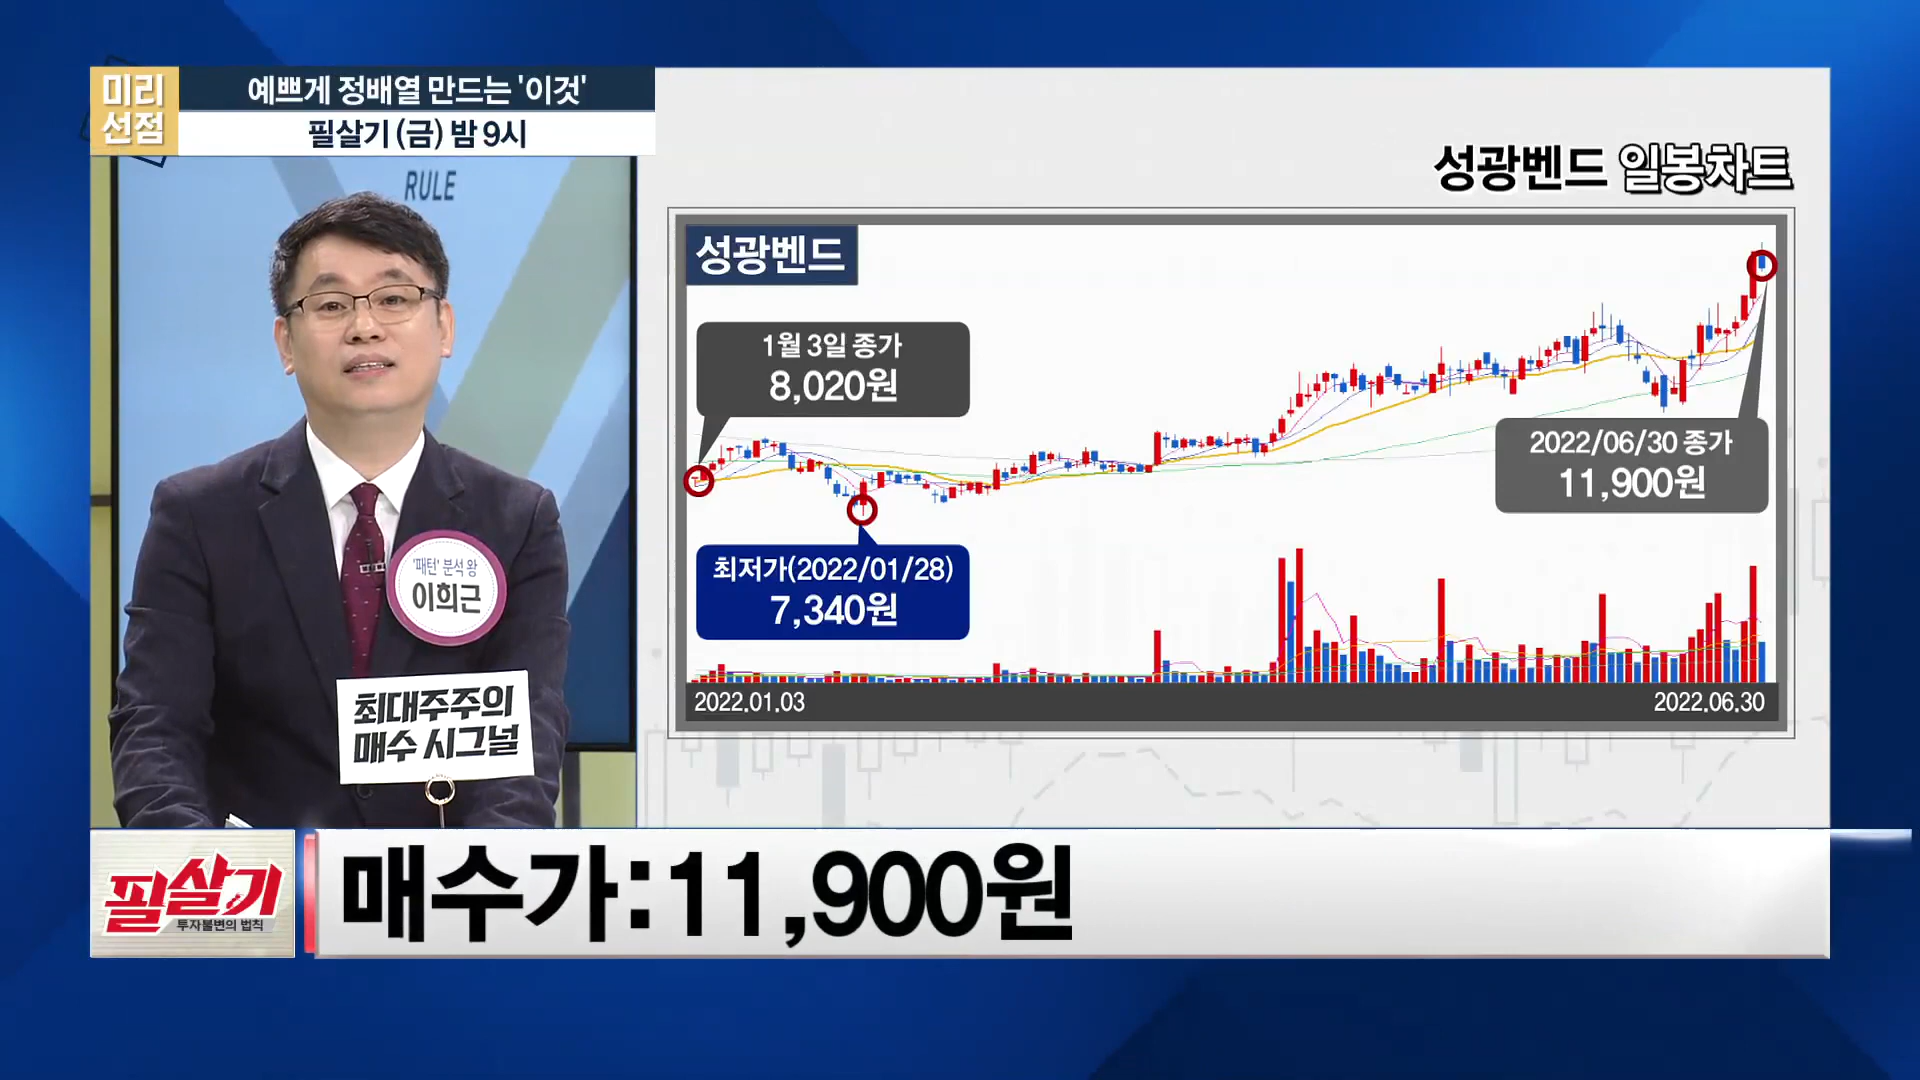 미리
선점
예쁘게 정배열 만드는 '이것'
필살기 (금) 밤 9시
RULE
성광벤드 일봉차트
성광벤드
1월 3일 종가
8,020원
2022/06/30 종가
11,900원
최저가(2022/01/28)
7,340원
2022.01.03
2022.06.30
'패턴' 분석 왕
이희근
최대주주의
매수 시그널
필살기
투자불변의 법칙
매수가:11,900원